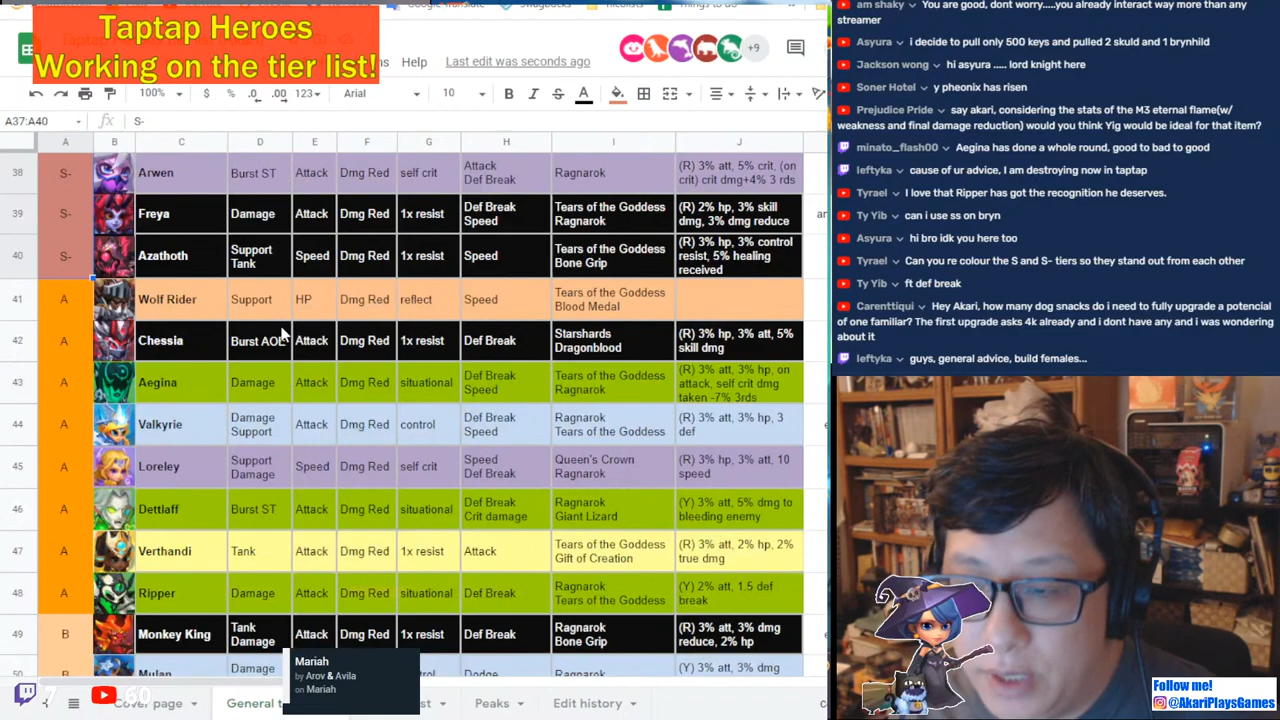 Google Translate
Swagbucks
Taptap Heroes
Working on the tier list!
Help
Last edit was seconds ago
+9
100%
$ % .0 .00 123
Arial
10
B I S A
A37:A40
fx
S-
A B C D E F G H I J
38 S- Arwen Burst ST Attack Dmg Red self crit Attack Def Break Ragnarok (R) 3% att, 5% crit, (on crit) crit dmg+4% 3 rds
39 S- Freya Damage Attack Dmg Red 1x resist Def Break Speed Tears of the Goddess Ragnarok (R) 2% hp, 3% skill dmg, 3% dmg reduce
40 S- Azathoth Support Tank Speed Dmg Red 1x resist Speed Tears of the Goddess Bone Grip (R) 3% hp, 3% control resist, 5% healing received
41 A Wolf Rider Support HP Dmg Red reflect Speed Tears of the Goddess Blood Medal
42 A Chessia Burst AOE Attack Dmg Red 1x resist Def Break Starshards Dragonblood (R) 3% hp, 3% att, 5% skill dmg
43 A Aegina Damage Attack Dmg Red situational Def Break Speed Tears of the Goddess Ragnarok (R) 3% att, 3% hp, on attack, self crit dmg taken -7% 3rds
44 A Valkyrie Damage Support Attack Dmg Red control Def Break Speed Ragnarok Tears of the Goddess (R) 3% att, 3% hp, 3 def
45 A Loreley Support Damage Speed Dmg Red self crit Speed Def Break Queen's Crown Ragnarok (R) 3% hp, 3% att, 10 speed
46 A Dettlaff Burst ST Attack Dmg Red situational Def Break Crit damage Ragnarok Giant Lizard (Y) 3% att, 5% dmg to bleeding enemy
47 A Verthandi Tank Attack Dmg Red 1x resist Attack Tears of the Goddess Gift of Creation (R) 3% att, 2% hp, 2% true dmg
48 A Ripper Damage Attack Dmg Red situational Def Break Ragnarok Tears of the Goddess (Y) 2% att, 1.5 def break
49 B Monkey King Tank Damage Attack Dmg Red 1x resist Def Break Ragnarok Bone Grip (R) 3% att, 3% dmg reduce, 2% hp
50 B Mulan Damage Attack Dmg Red Dodge Ragnarok (Y) 3% att, 3% dmg
Mariah
by Arov & Avila
on Mariah
7
60
Cover page
General t
st
Peaks
Edit history
am shaky You are good, dont worry.....you already interact way more than any
streamer
Asyura i decide to pull only 500 keys and pulled 2 skuld and 1 brynhild
Jackson wong hi asyura ..... lord knight here
Soner Hotel y pheonix has risen
Prejudice Pride say akari, considering the stats of the M3 eternal flame(w/
weakness and final damage reduction) would you think Yig would be ideal for that item?
minato_flash00 Aegina has done a whole round, good to bad to good
leftyka cause of ur advice, I am destroying now in taptap
Tyrael I love that Ripper has got the recognition he deserves.
Ty Yib can i use ss on bryn
Asyura hi bro idk you here too
Tyrael Can you re colour the S and S- tiers so they stand out from each other
Ty Yib ft def break
Carenttiqui Hey Akari, how many dog snacks do i need to fully upgrade a potencial
of one familiar? The first upgrade asks 4k already and i dont have any and i was wondering
about it
leftyka guys, general advice, build females...
Follow me!
@AkariPlaysGames